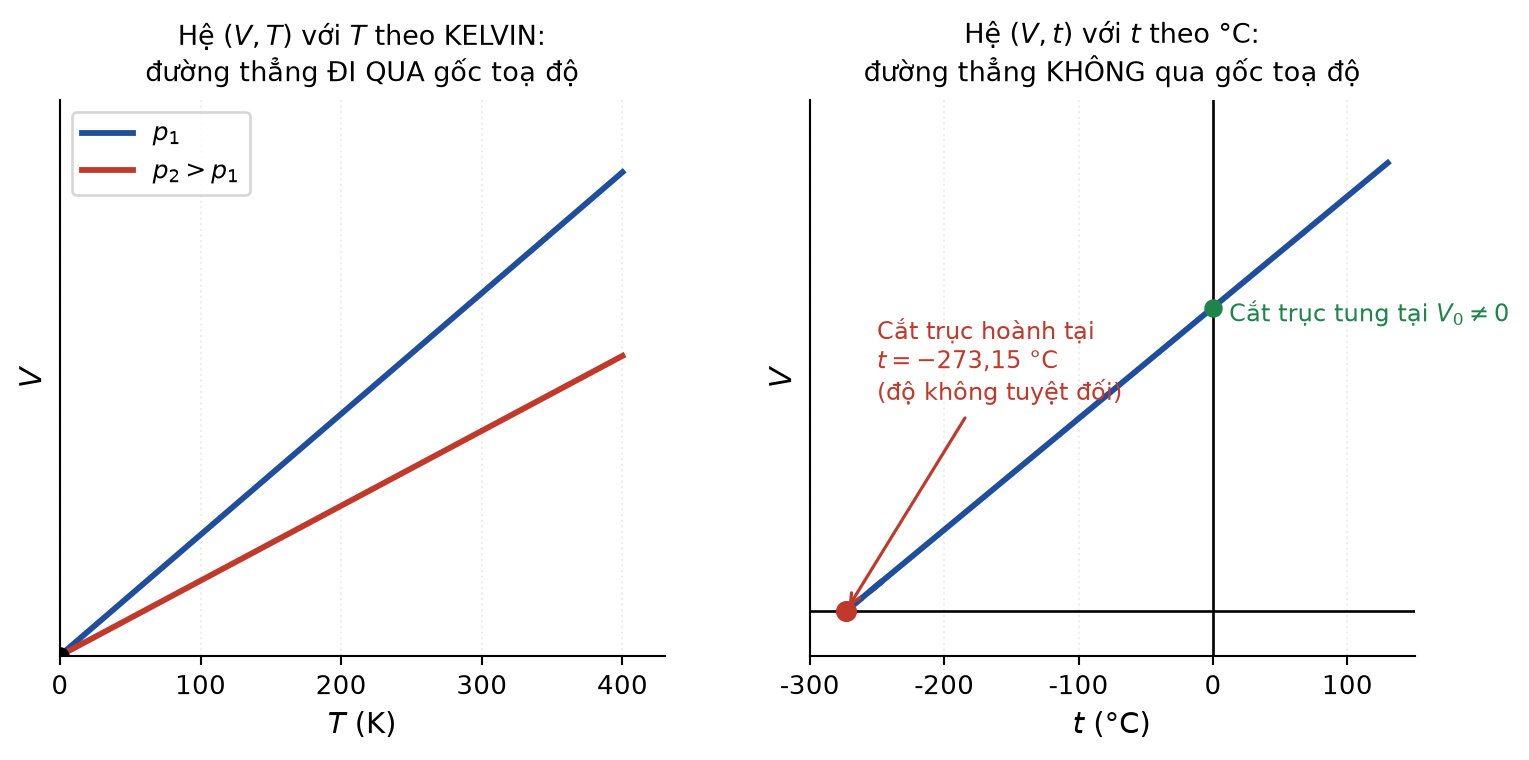 Hệ (V, T) với T theo KELVIN:
đường thẳng ĐI QUA gốc toạ độ
p₁
p₂ > p₁
V
0 100 200 300 400
T (K)
Hệ (V, t) với t theo °C:
đường thẳng KHÔNG qua gốc toạ độ
Cắt trục tung tại V₀ ≠ 0
Cắt trục hoành tại
t = −273,15 °C
(độ không tuyệt đối)
V
-300 -200 -100 0 100
t (°C)